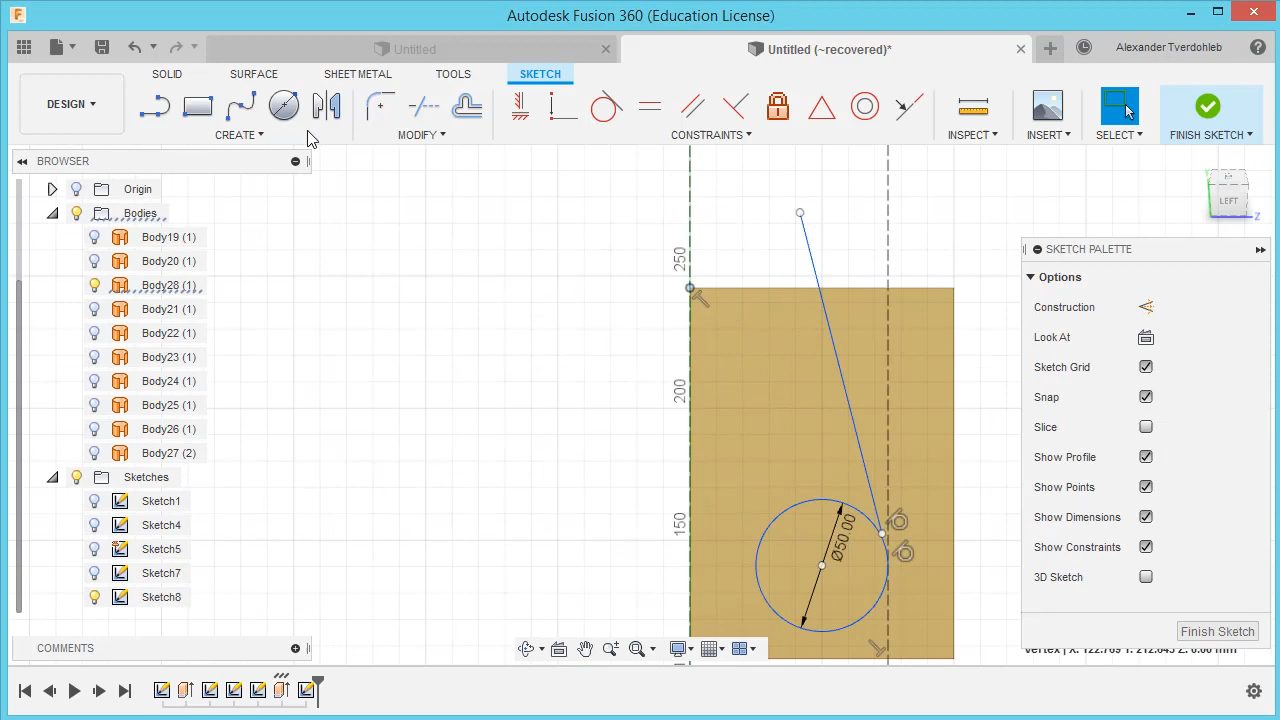 Autodesk Fusion 360 (Education License)
Untitled
Untitled (~recovered)*
Alexander Tverdohleb
DESIGN
SOLID
SURFACE
SHEET METAL
TOOLS
SKETCH
CREATE
MODIFY
CONSTRAINTS
INSPECT
INSERT
SELECT
FINISH SKETCH
BROWSER
Origin
Bodies
Body19 (1)
Body20 (1)
Body28 (1)
Body21 (1)
Body22 (1)
Body23 (1)
Body24 (1)
Body25 (1)
Body26 (1)
Body27 (2)
Sketches
Sketch1
Sketch4
Sketch5
Sketch7
Sketch8
COMMENTS
250
200
150
Ø50.00
LEFT
Z
SKETCH PALETTE
Options
Construction
Look At
Sketch Grid
Snap
Slice
Show Profile
Show Points
Show Dimensions
Show Constraints
3D Sketch
Finish Sketch